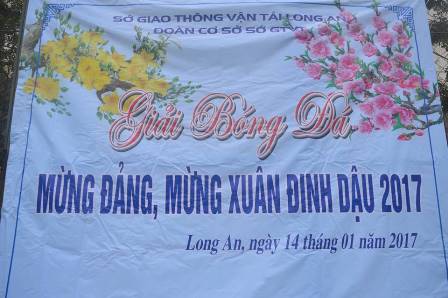 SỞ GIAO THÔNG VẬN TẢI LONG AN
ĐOÀN CƠ SỞ SỞ GTVT
Giải Bóng Đá
MỪNG ĐẢNG, MỪNG XUÂN ĐINH DẬU 2017
Long An, ngày 14 tháng 01 năm 2017